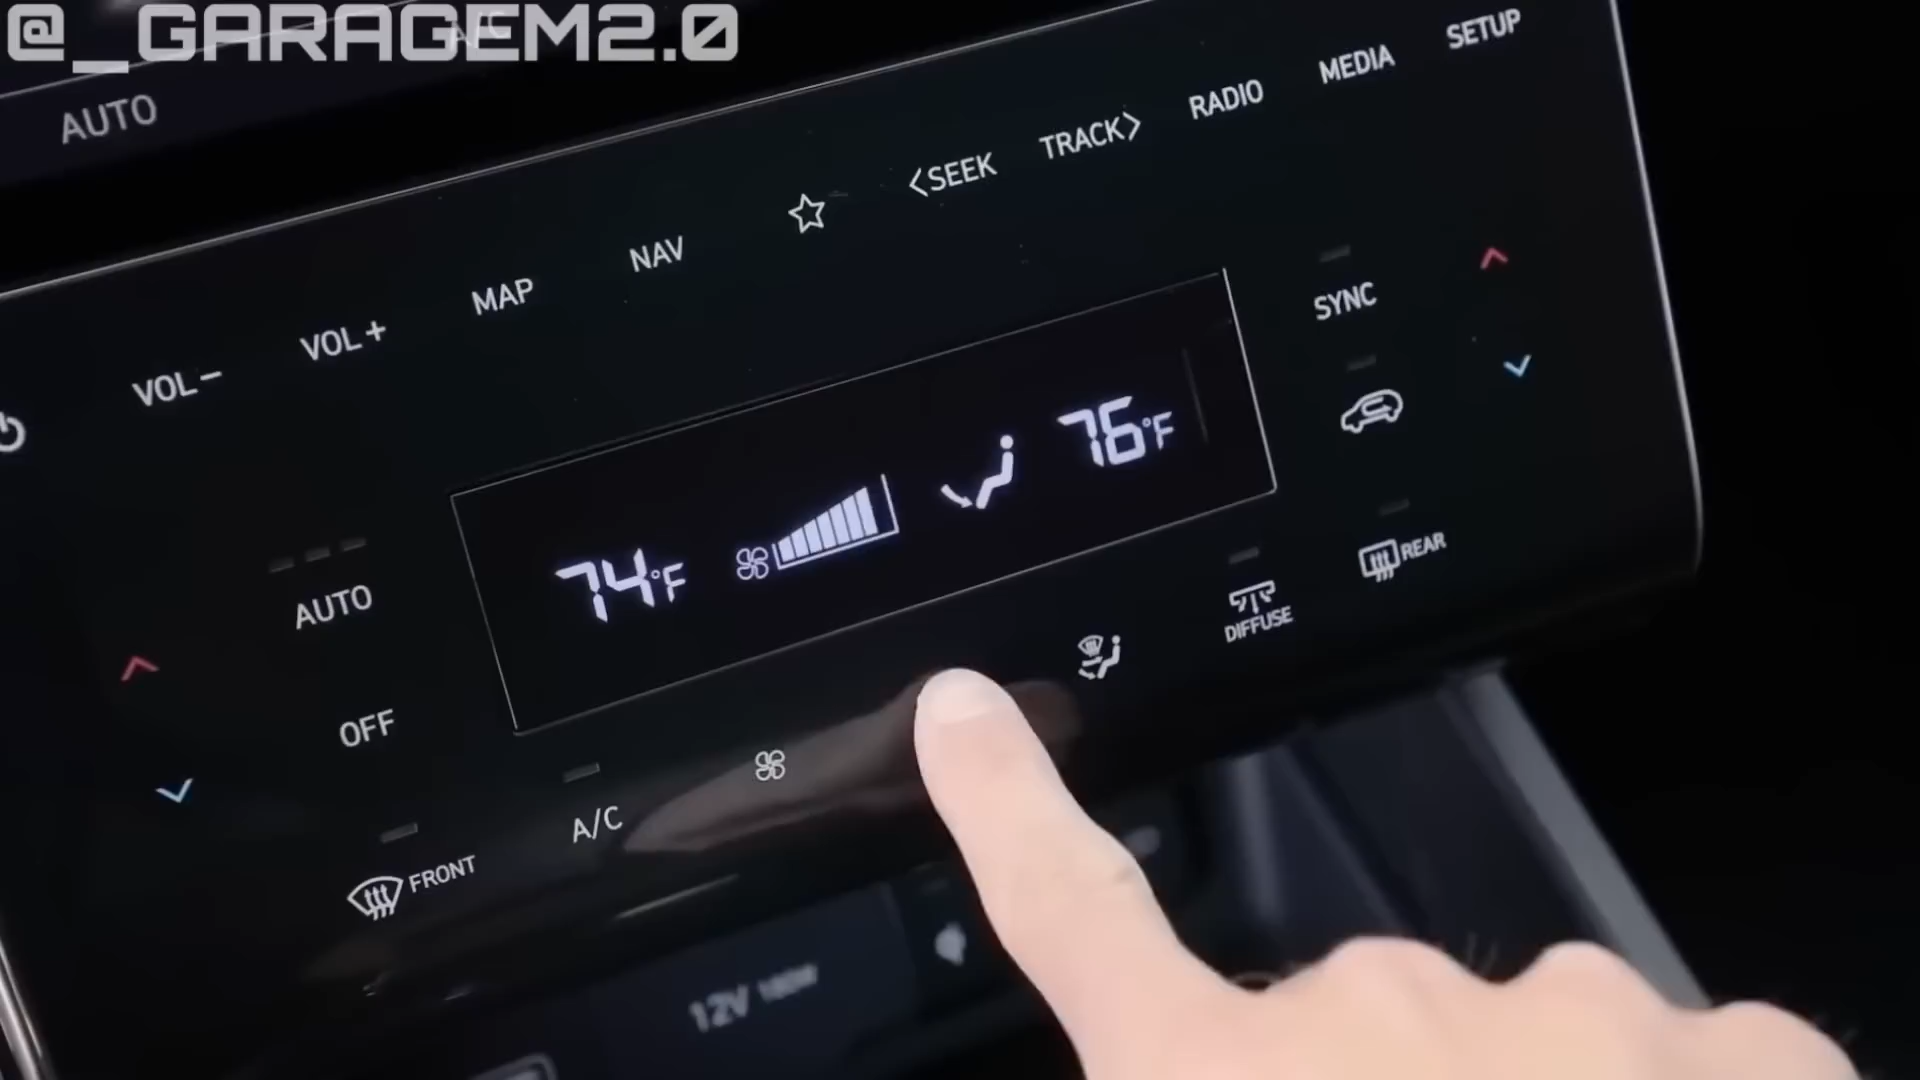 @_GARAGEM2.0
A/C
AUTO
SETUP
MEDIA
RADIO
TRACK>
<SEEK
NAV
MAP
VOL +
VOL -
SYNC
76°F
74°F
AUTO
REAR
DIFFUSE
OFF
A/C
FRONT
12V 180W